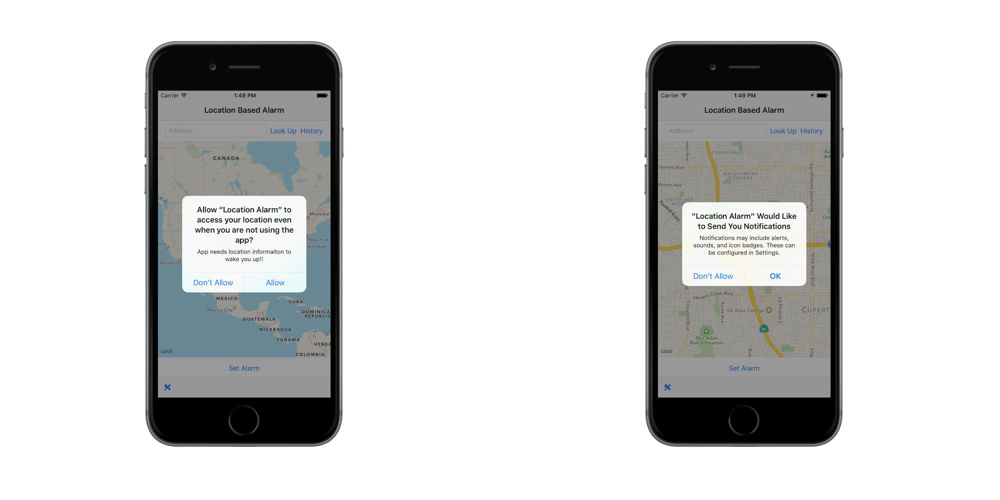 Carrier 1:49 PM
Location Based Alarm
Address Look Up History
CANADA
Allow “Location Alarm” to
access your location even
when you are not using the
app?
App needs location informaiton to
wake you up!!
Don’t Allow Allow
Montréal
New York
Angeles
MEXICO
Mexico City
CUBA
DOMINICA
REPUBLIC
GUATEMALA
NICARAGUA
PANAMA
VENEZ
COLOMBIA
Legal
Set Alarm
Carrier 1:49 PM
Location Based Alarm
Address Look Up History
CHERRYHILL
Fremont Ave
WRIGHTMONT
CORNERS
Morton Ave
SOUTH LOS
ALTO
Foothill Expy
Sunnyvale Saratoga Rd
“Location Alarm” Would Like
to Send You Notifications
Notifications may include alerts,
sounds, and icon badges. These can
be configured in Settings.
Don’t Allow OK
N De Anza Blvd
Stevens Creek Blvd
S Foothill Blvd
Byrne Ave
De Anza College
S Stelling Rd
CUPERT
85
McClellan
Ranch Preserve
Bub
Blvd
Legal
Set Alarm